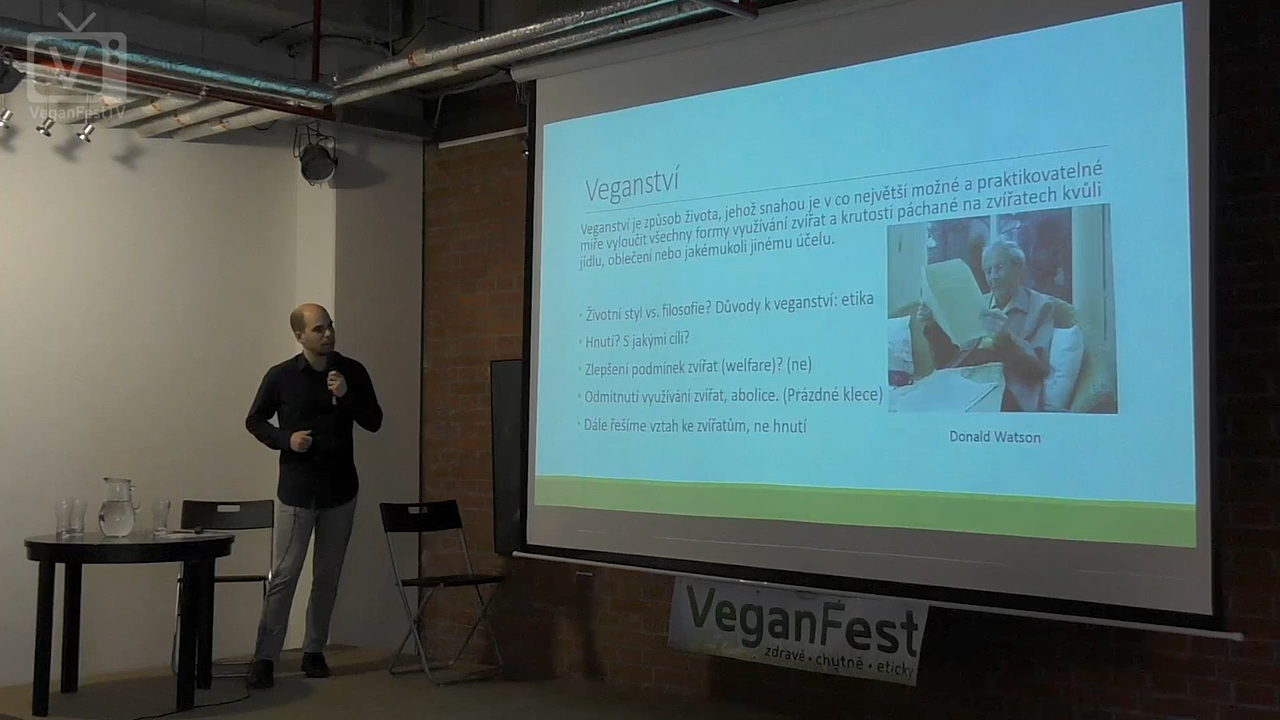 V
VeganFestTV
Veganství
Veganství je způsob života, jehož snahou je v co největší možné a praktikovatelné
míře vyloučit všechny formy využívání zvířat a krutosti páchané na zvířatech kvůli
jídlu, oblečení nebo jakémukoli jinému účelu.
• Životní styl vs. filosofie? Důvody k veganství: etika
• Hnutí? S jakými cíli?
• Zlepšení podmínek zvířat (welfare)? (ne)
• Odmítnutí využívání zvířat, abolice. (Prázdné klece)
• Dále řešíme vztah ke zvířatům, ne hnutí
Donald Watson
VeganFest
zdravě • chutně • eticky